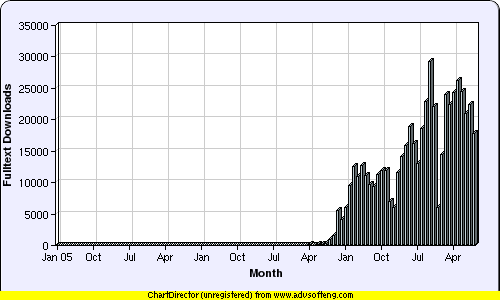 35000
30000
25000
20000
15000
10000
5000
0
Fulltext Downloads
Jan 05 Oct Jul Apr Jan Oct Jul Apr Jan Oct Jul Apr
Month
ChartDirector (unregistered) from www.advsofteng.com